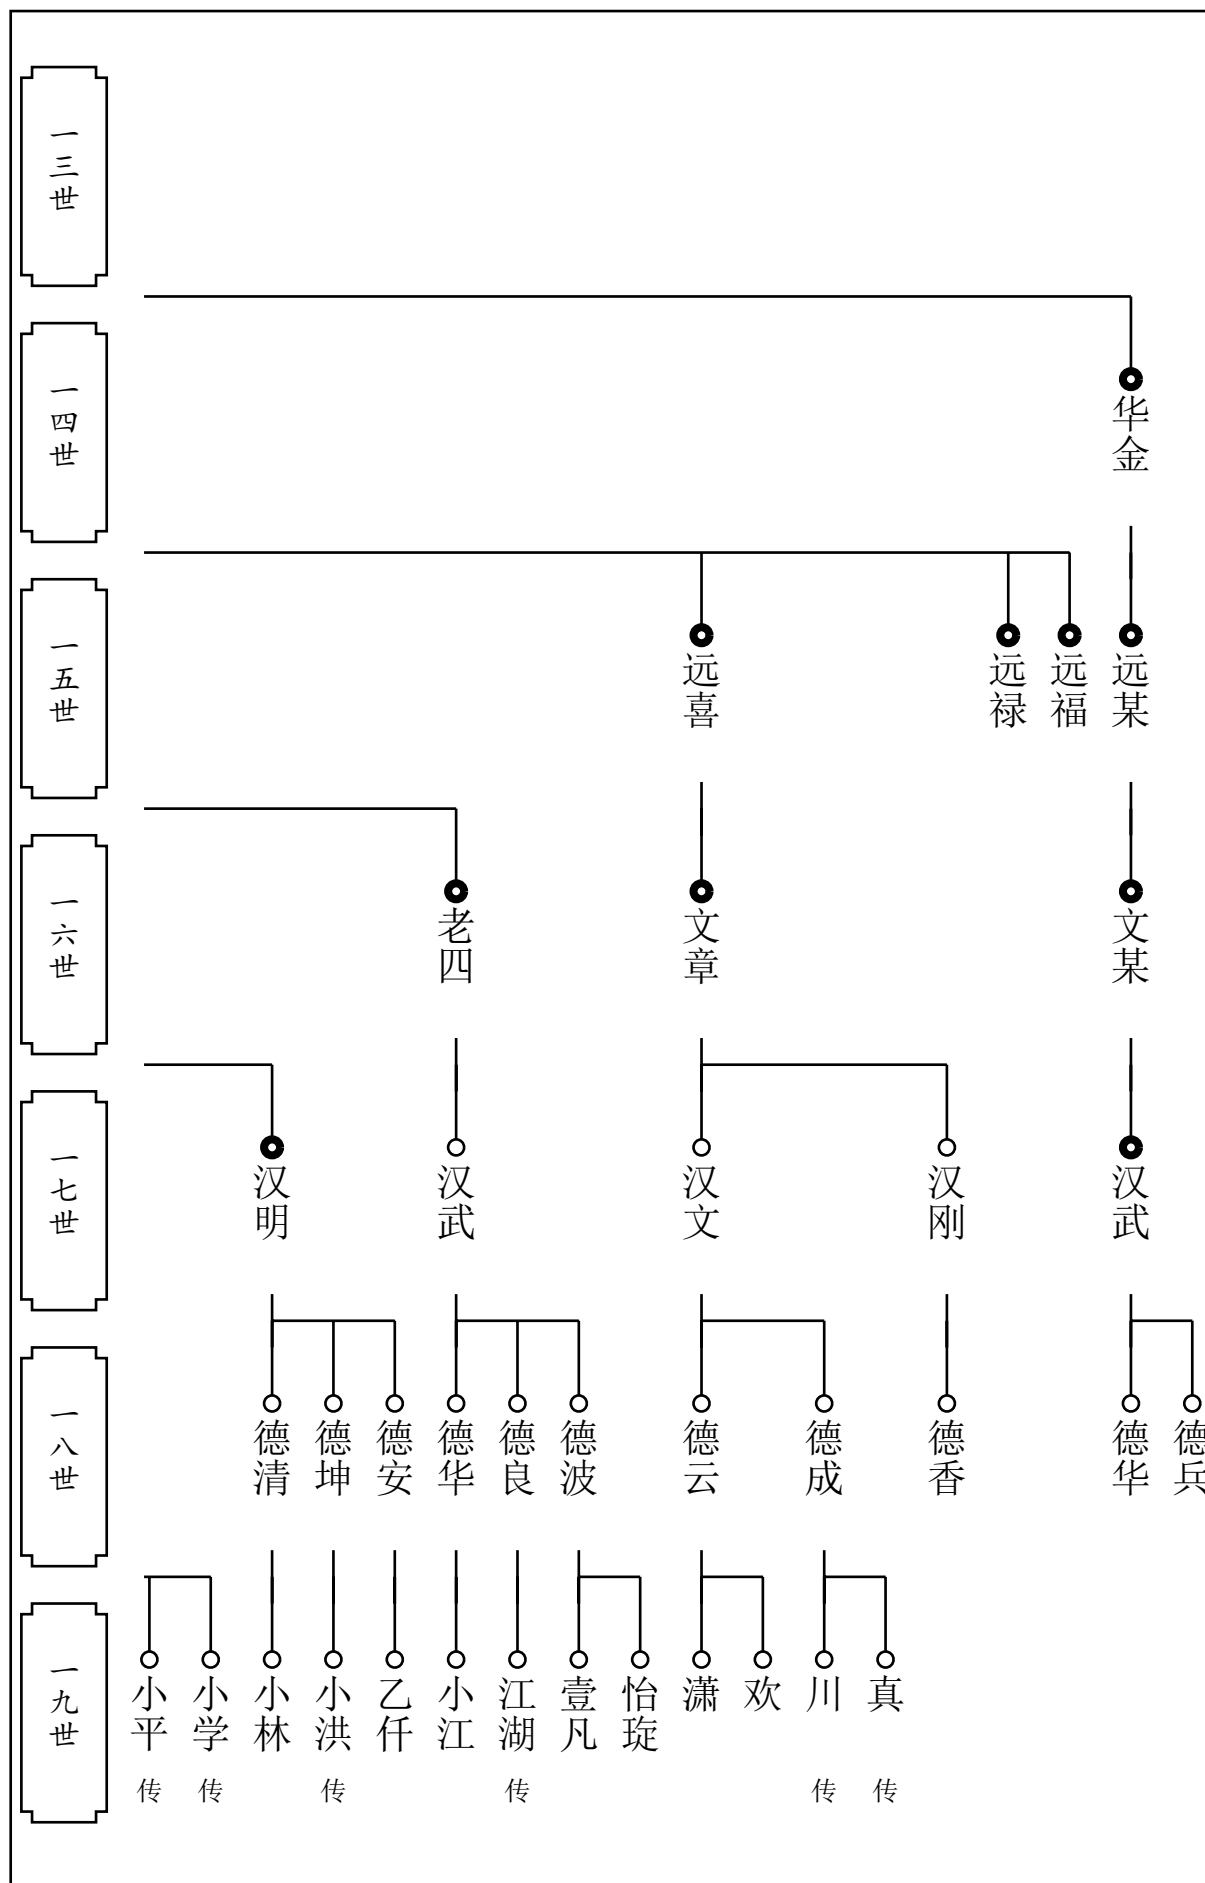 一三世
一四世
华金
一五世
远喜
远禄
远福
远某
一六世
老四
文章
文某
一七世
汉明
汉武
汉文
汉刚
汉武
一八世
德清
德坤
德安
德华
德良
德波
德云
德成
德香
德华
德兵
一九世
小平
传
小学
传
小林
小洪
传
乙仟
小江
江湖
传
壹凡
怡琁
潇
欢
川
传
真
传